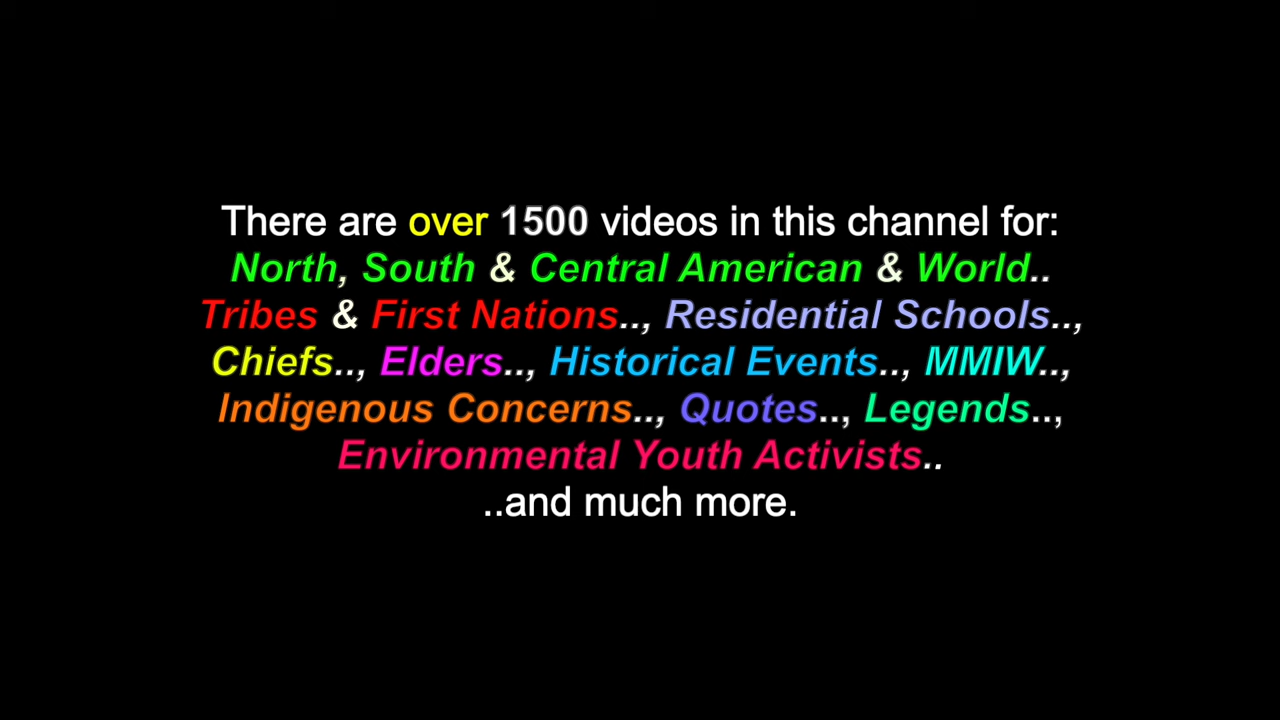 There are over 1500 videos in this channel for:
North, South & Central American & World..
Tribes & First Nations.., Residential Schools..,
Chiefs.., Elders.., Historical Events.., MMIW..,
Indigenous Concerns.., Quotes.., Legends..,
Environmental Youth Activists..
..and much more.